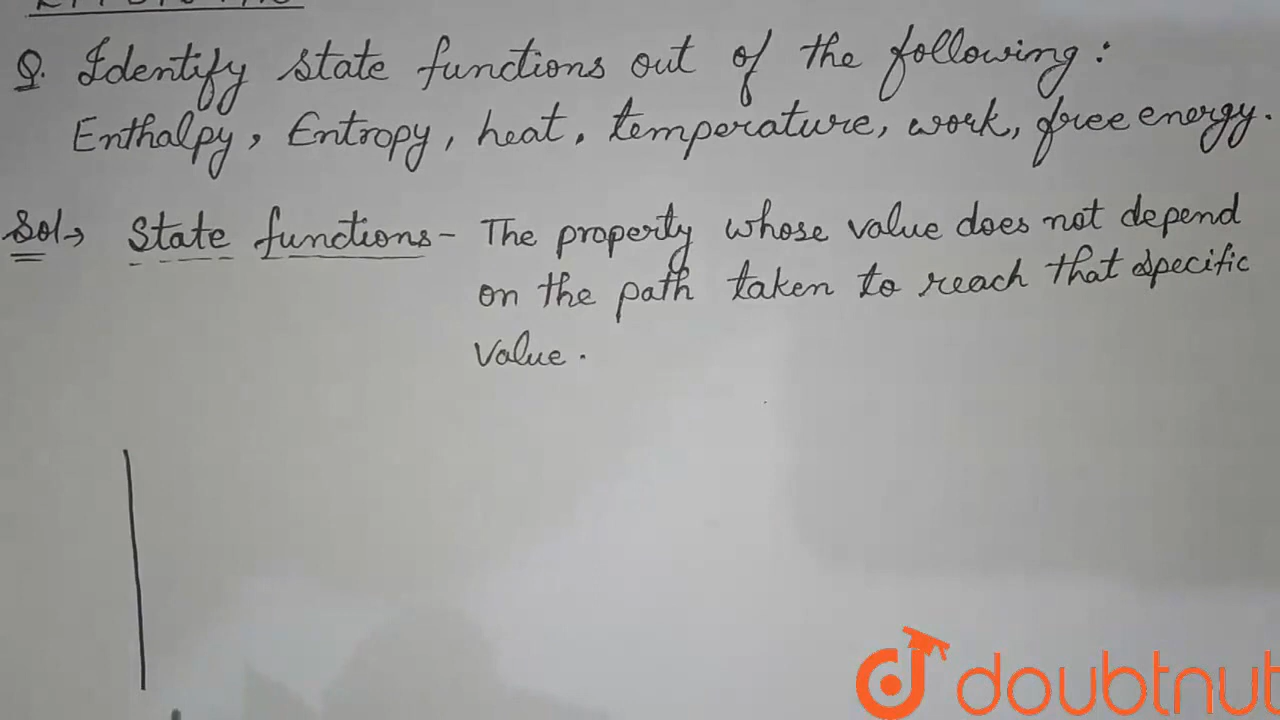 Q. Identify state functions out of the following :
Enthalpy, Entropy, heat, temperature, work, free energy.
Sol→ State functions - The property whose value does not depend
on the path taken to reach that specific
value.
doubtnut